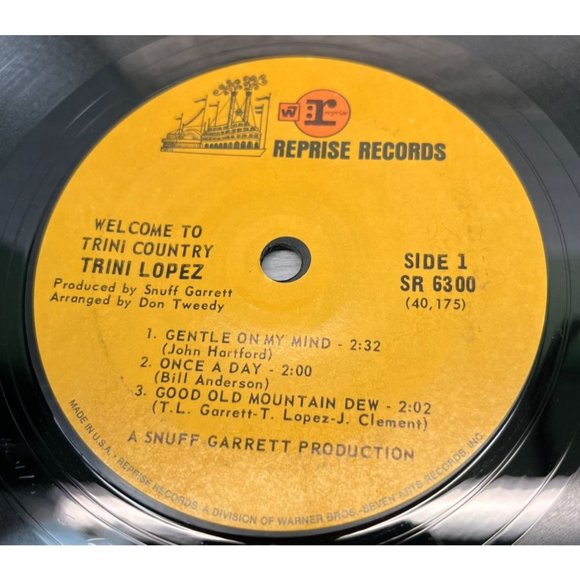 W r: reprise
REPRISE RECORDS
WELCOME TO
TRINI COUNTRY
TRINI LOPEZ
Produced by Snuff Garrett
Arranged by Don Tweedy
SIDE 1
SR 6300
(40,175)
1. GENTLE ON MY MIND - 2:32
(John Hartford)
2. ONCE A DAY - 2:00
(Bill Anderson)
3. GOOD OLD MOUNTAIN DEW - 2:02
(T.L. Garrett-T. Lopez-J. Clement)
A SNUFF GARRETT PRODUCTION
MADE IN U.S.A. • REPRISE RECORDS, A DIVISION OF WARNER BROS.-SEVEN ARTS RECORDS, INC.